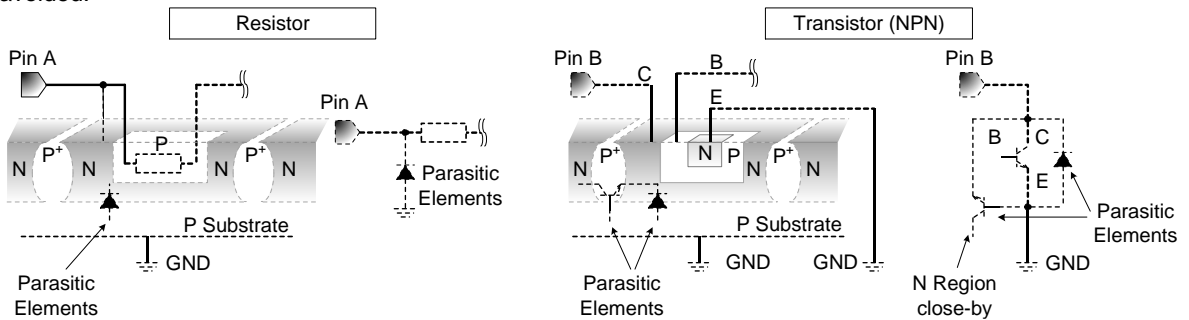 avoided.
Resistor
Transistor (NPN)
Pin A
Pin A
N
P+
N
P
N
P+
N
Parasitic
Elements
P Substrate
GND
Parasitic
Elements
Pin B
C
B
E
N
P+
N
N
P
N
P+
N
P Substrate
GND
GND
Parasitic
Elements
Pin B
B
C
E
Parasitic
Elements
N Region
close-by